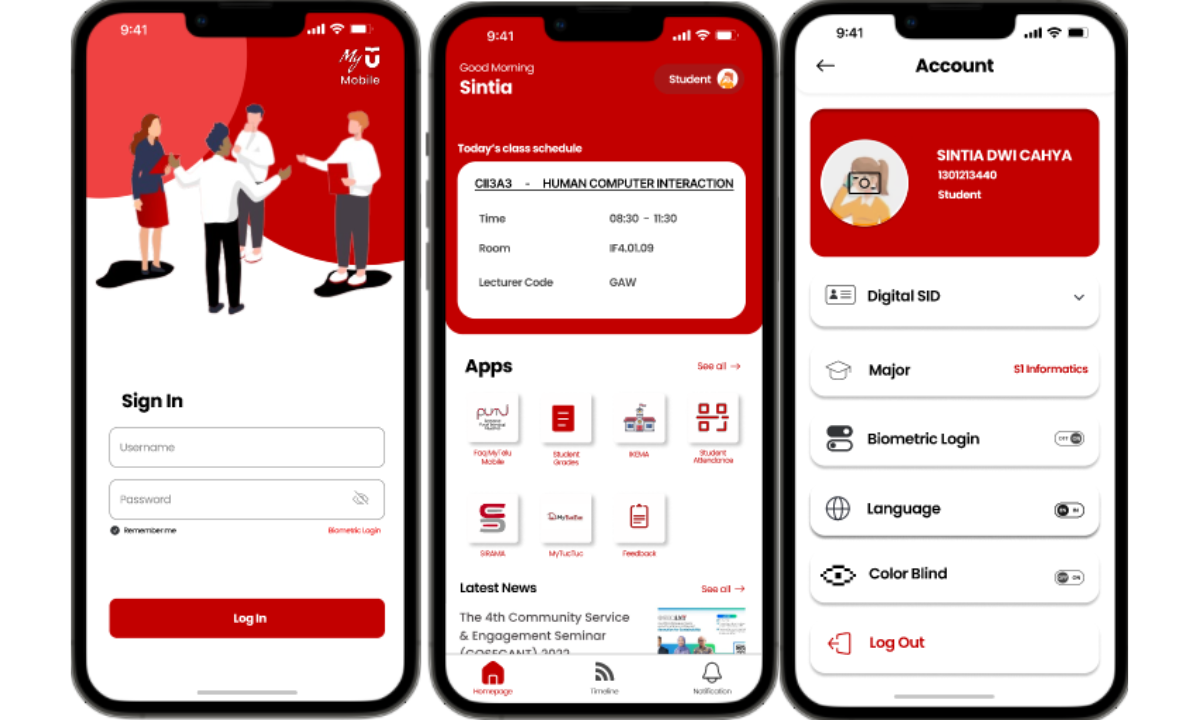 9:41
My U
Mobile
Sign In
Username
Password
Remember me
Biometric Login
Log In
9:41
Good Morning
Sintia
Student
Today's class schedule
CII3A3 - HUMAN COMPUTER INTERACTION
Time 08:30 - 11:30
Room IF4.01.09
Lecturer Code GAW
Apps
See all →
PUTU
FaqMyTelu
Mobile
Student
Grades
IKEMA
Student
Attendance
SIRAMA
MyTucTuc
MyTucTuc
Feedback
Latest News
See all →
The 4th Community Service
& Engagement Seminar
(COSECANT) 2022
Homepage
Timeline
Notification
9:41
Account
SINTIA DWI CAHYA
1301213440
Student
Digital SID
Major
S1 Informatics
Biometric Login
OFF ON
Language
EN IN
Color Blind
OFF ON
Log Out